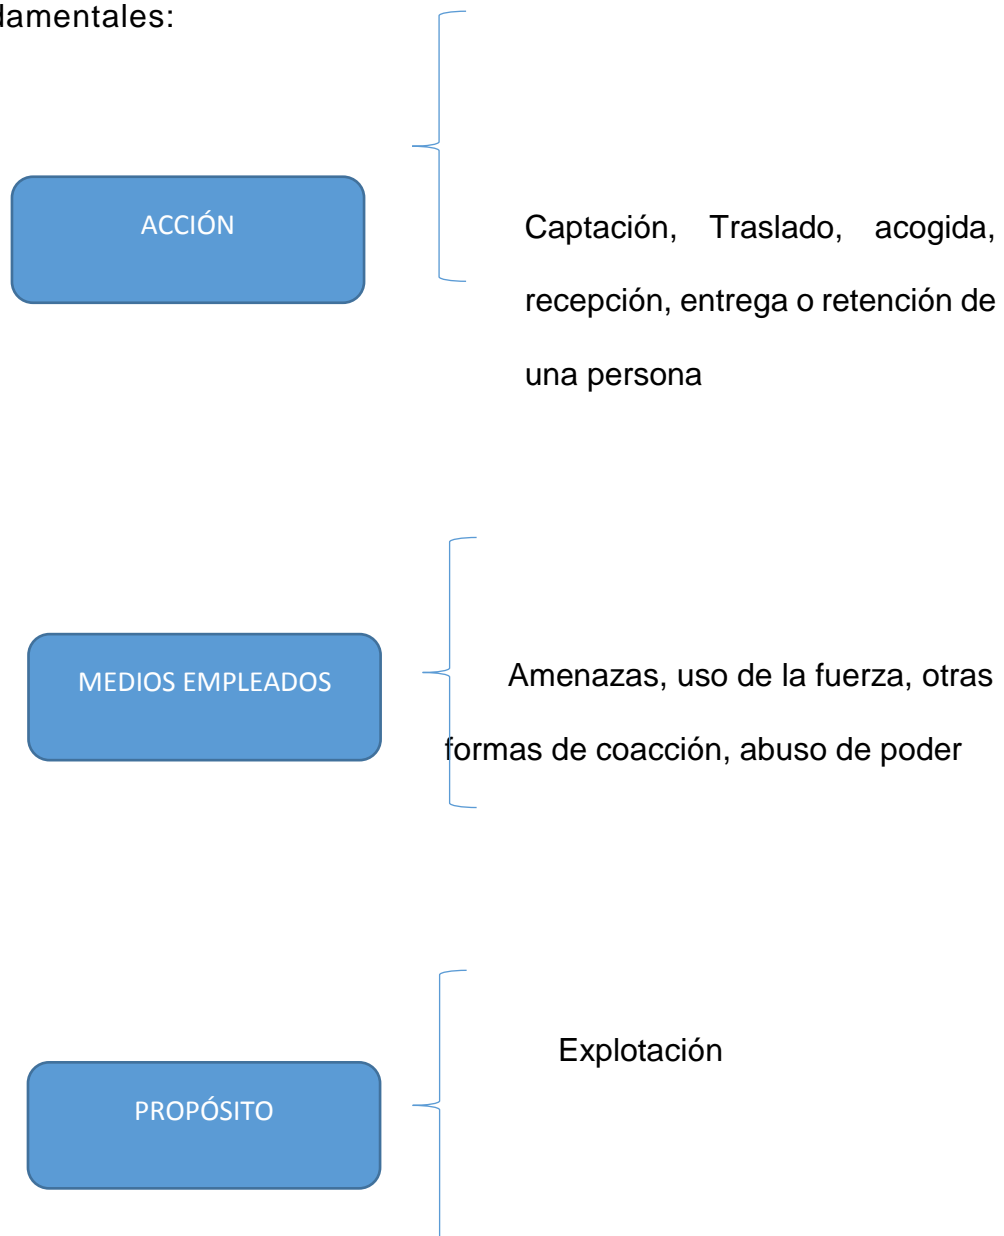 damentales:
ACCIÓN
Captación, Traslado, acogida,
recepción, entrega o retención de
una persona
MEDIOS EMPLEADOS
Amenazas, uso de la fuerza, otras
formas de coacción, abuso de poder
PROPÓSITO
Explotación